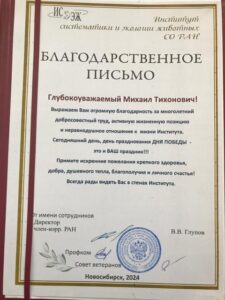 ИСиЭЖ
Институт
систематики и экологии животных
СО РАН
БЛАГОДАРСТВЕННОЕ
ПИСЬМО
Глубокоуважаемый Михаил Тихонович!
Выражаем Вам огромную благодарность за многолетний
добросовестный труд, активную жизненную позицию
и неравнодушное отношение к жизни Института.
Сегодняшний день, день празднования ДНЯ ПОБЕДЫ -
это и ВАШ праздник!!!
Примите искренние пожелания крепкого здоровья,
добра, душевного тепла, благополучия и личного счастья!
Всегда рады видеть Вас в стенах Института.
От имени сотрудников
Директор
член-корр. РАН
В.В. Глупов
Профком
Совет ветеранов
Новосибирск, 2024